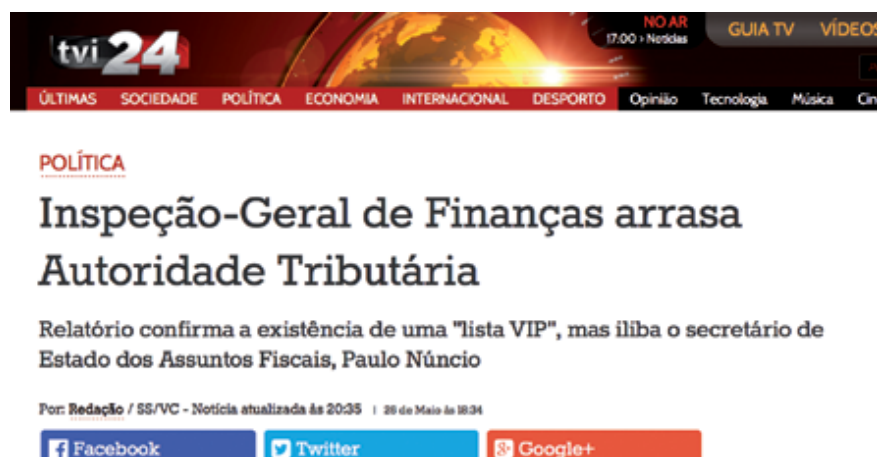 NO AR
17:00 › Notícias
GUIA TV VÍDEOS
tvi 24
ÚLTIMAS SOCIEDADE POLÍTICA ECONOMIA INTERNACIONAL DESPORTO Opinião Tecnologia Música Cin
POLÍTICA
Inspeção-Geral de Finanças arrasa
Autoridade Tributária
Relatório confirma a existência de uma "lista VIP", mas iliba o secretário de
Estado dos Assuntos Fiscais, Paulo Núncio
Por: Redação / SS/VC - Notícia atualizada às 20:35 | 26 de Maio às 18:34
Facebook Twitter Google+